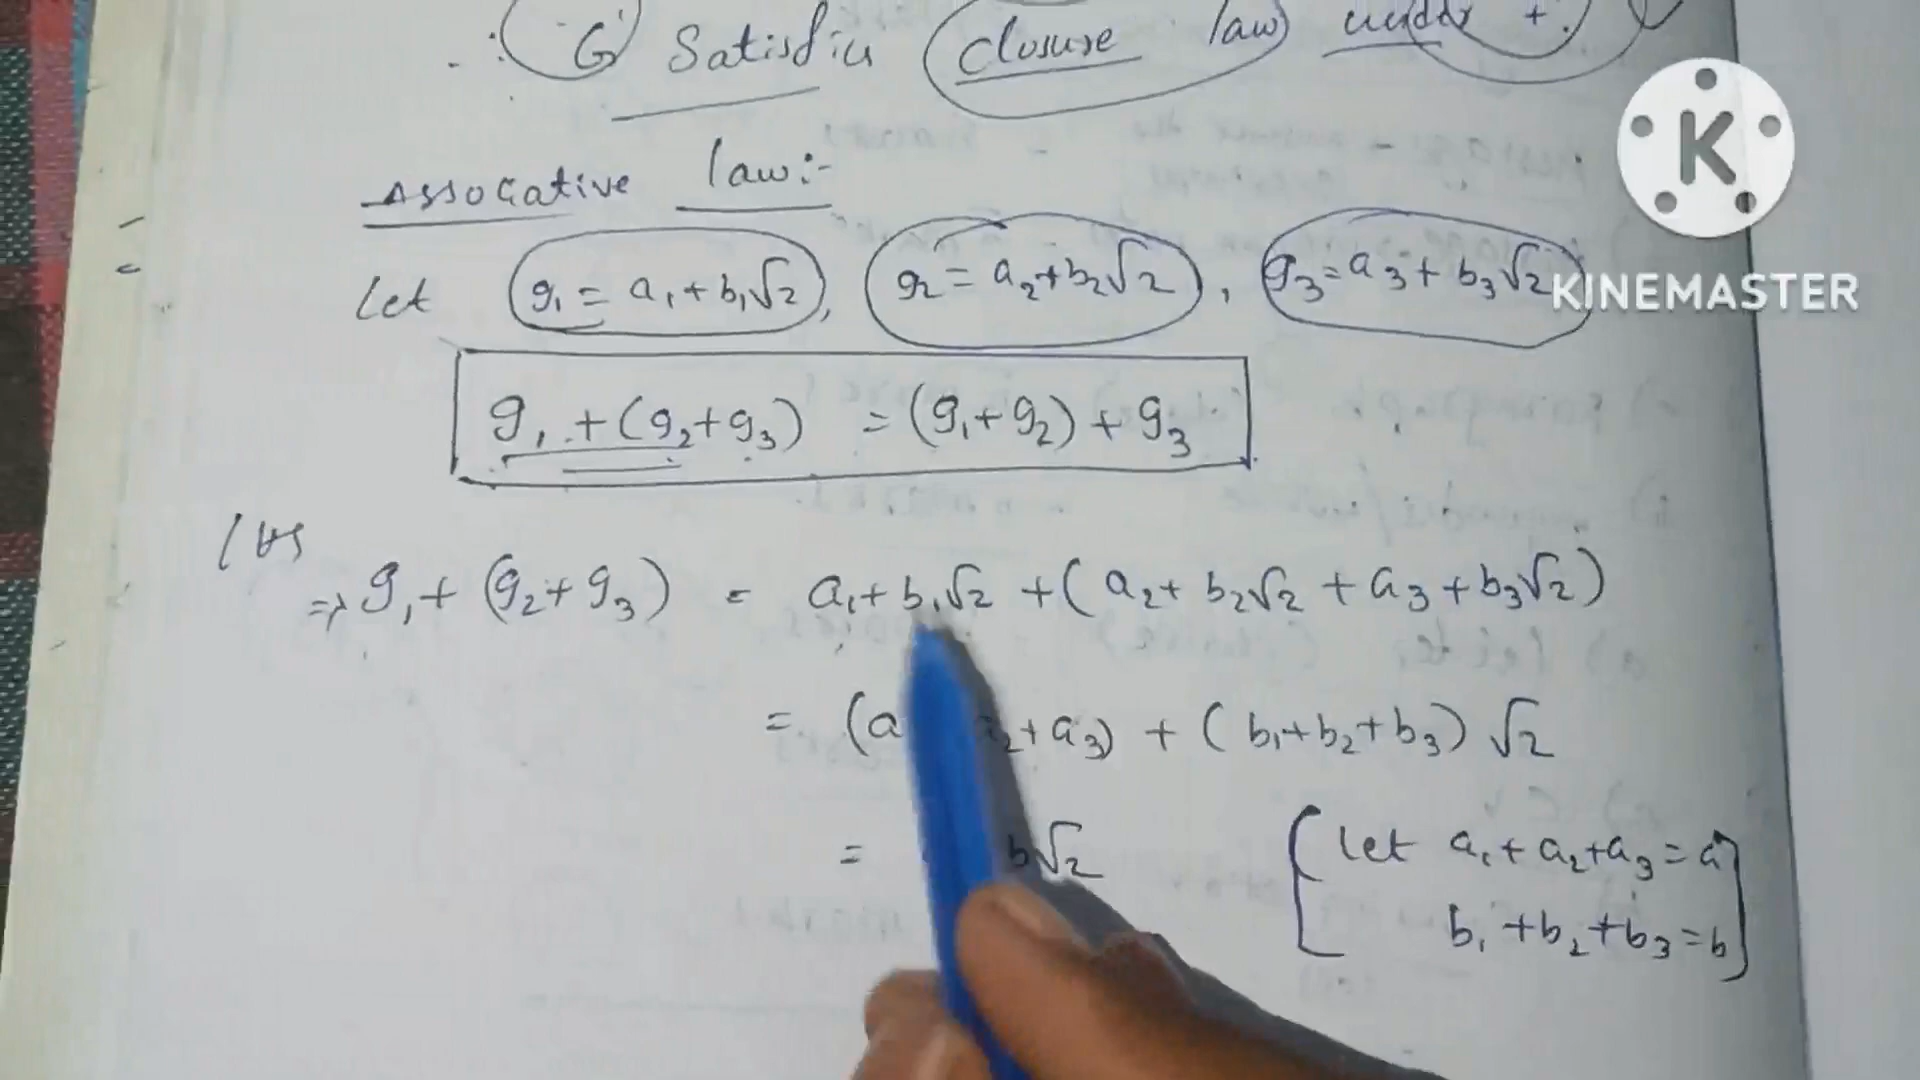 ∴ G Satisfies closure law under +.
Associative law:-
Let g₁ = a₁+b₁√2, g₂ = a₂+b₂√2, g₃=a₃+b₃√2
g₁ +(g₂+g₃) = (g₁+g₂) + g₃
LHS
⇒ g₁+ (g₂+g₃) = a₁+b₁√2 +(a₂+ b₂√2 +a₃+b₃√2)
= (a a₂+a₃) + (b₁+b₂+b₃) √2
= b√2
[let a₁+a₂+a₃=a
b₁+b₂+b₃=b]
K
KINEMASTER